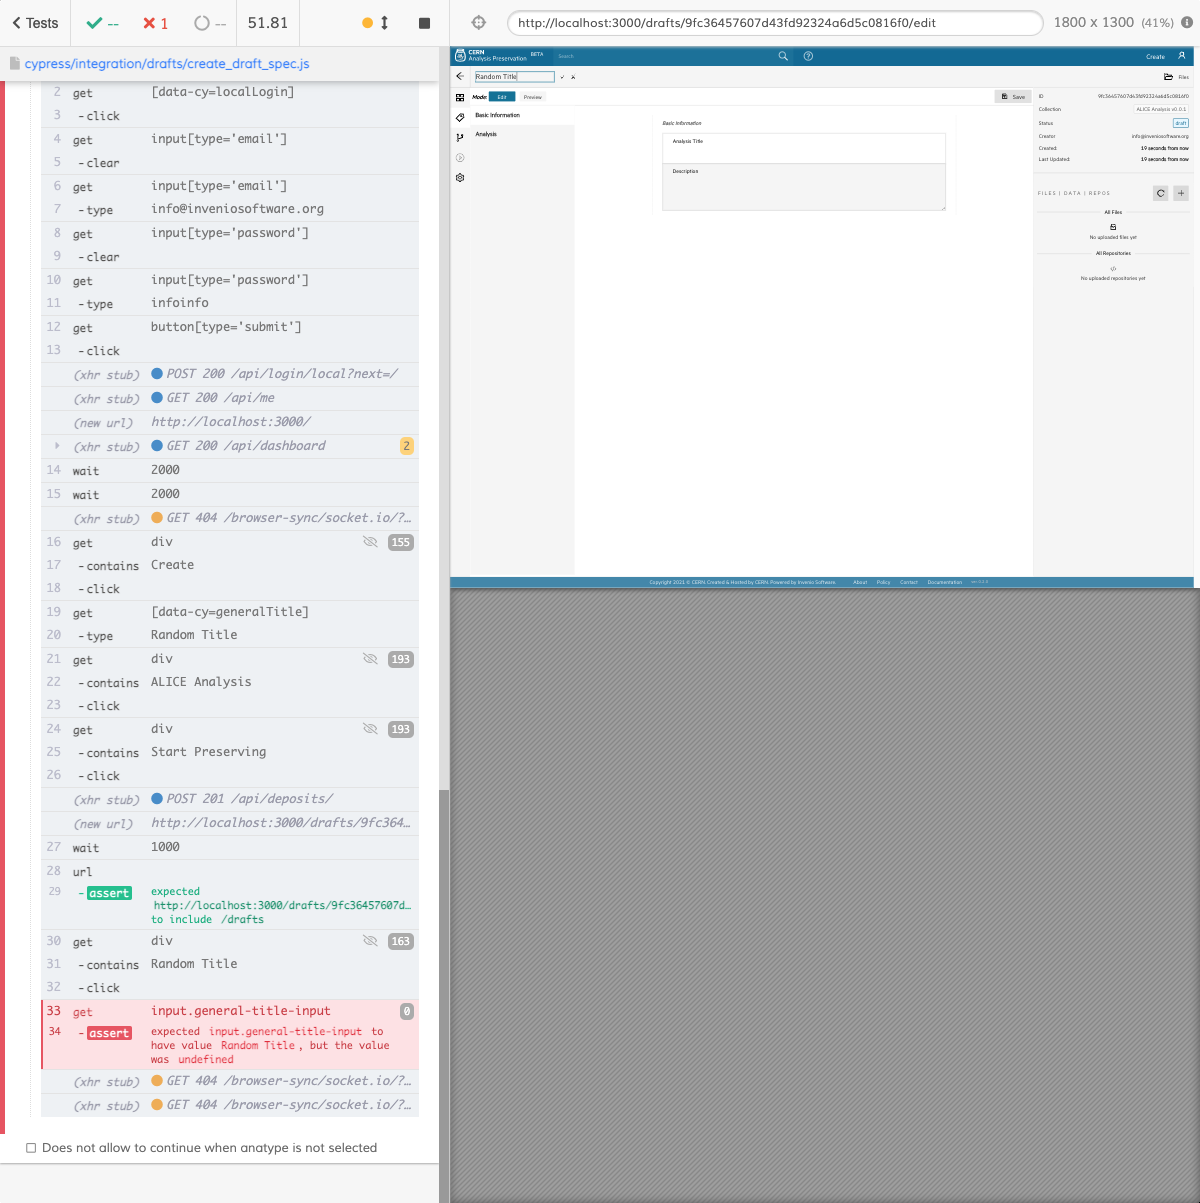 Tests
--
1
--
51.81
http://localhost:3000/drafts/9fc36457607d43fd92324a6d5c0816f0/edit
1800 x 1300 (41%)
cypress/integration/drafts/create_draft_spec.js
2 get [data-cy=localLogin]
3 -click
4 get input[type='email']
5 -clear
6 get input[type='email']
7 -type info@inveniosoftware.org
8 get input[type='password']
9 -clear
10 get input[type='password']
11 -type infoinfo
12 get button[type='submit']
13 -click
(xhr stub) POST 200 /api/login/local?next=/
(xhr stub) GET 200 /api/me
(new url) http://localhost:3000/
(xhr stub) GET 200 /api/dashboard 2
14 wait 2000
15 wait 2000
(xhr stub) GET 404 /browser-sync/socket.io/?…
16 get div 155
17 -contains Create
18 -click
19 get [data-cy=generalTitle]
20 -type Random Title
21 get div 193
22 -contains ALICE Analysis
23 -click
24 get div 193
25 -contains Start Preserving
26 -click
(xhr stub) POST 201 /api/deposits/
(new url) http://localhost:3000/drafts/9fc364…
27 wait 1000
28 url
29 -assert expected
http://localhost:3000/drafts/9fc36457607d…
to include /drafts
30 get div 163
31 -contains Random Title
32 -click
33 get input.general-title-input 0
34 -assert expected input.general-title-input to
have value Random Title, but the value
was undefined
(xhr stub) GET 404 /browser-sync/socket.io/?…
(xhr stub) GET 404 /browser-sync/socket.io/?…
Does not allow to continue when anatype is not selected
CERN
Analysis Preservation
BETA
Search
Create
Random Title
Files
Mode: Edit Preview
Save
Basic Information
Analysis
Basic Information
Analysis Title
Description
ID 9fc36457607d43fd92324a6d5c0816f0
Collection ALICE Analysis v0.0.1
Status draft
Creator info@inveniosoftware.org
Created: 19 seconds from now
Last Updated: 19 seconds from now
FILES | DATA | REPOS
All Files
No uploaded files yet
All Repositories
No uploaded repositories yet
Copyright 2021 © CERN. Created & Hosted by CERN. Powered by Invenio Software
About Policy Contact Documentation